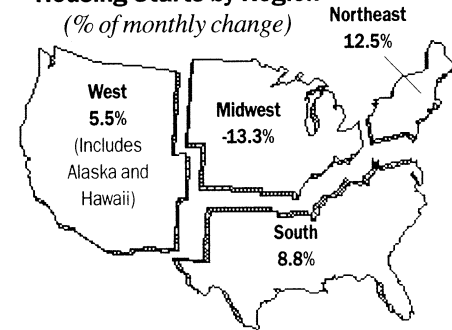 Housing Starts by Region
(% of monthly change)
Northeast
12.5%
West
5.5%
(Includes
Alaska and
Hawaii)
Midwest
-13.3%
South
8.8%